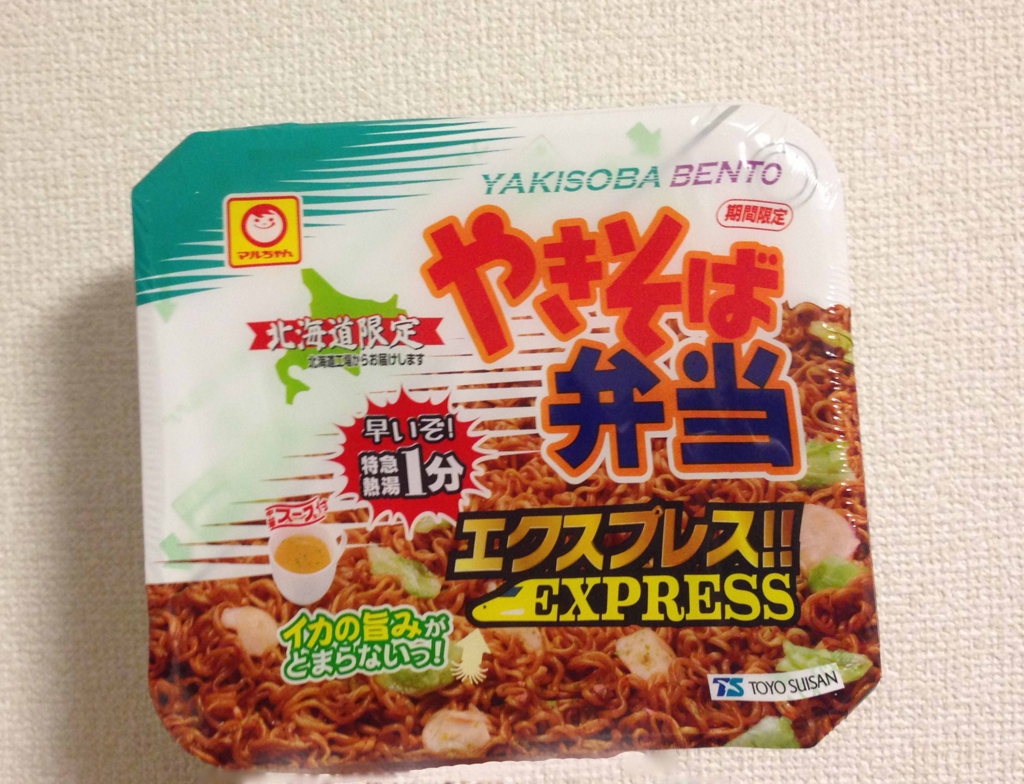 YAKISOBA BENTO
期間限定
マルちゃん
やきそば
弁当
北海道限定
北海道工場からお届けします
早いぞ!
特急
熱湯1分
スープ付
エクスプレス!!
EXPRESS
イカの旨みが
とまらないっ!
TS TOYO SUISAN